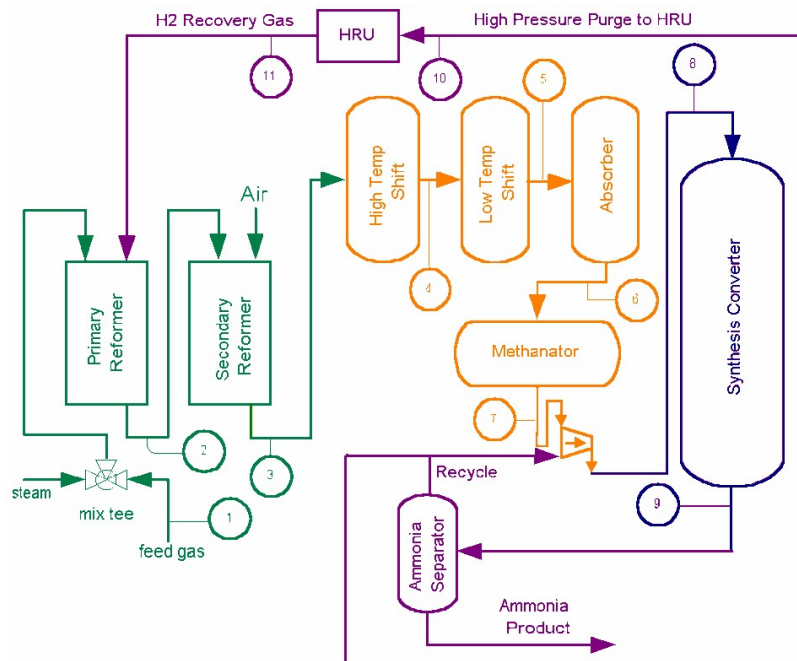 H2 Recovery Gas
HRU
High Pressure Purge to HRU
11
10
5
8
High Temp
Shift
Low Temp
Shift
Absorber
Air
4
6
Primary
Reformer
Secondary
Reformer
Methanator
Synthesis Converter
2
3
7
Recycle
steam
mix tee
1
feed gas
9
Ammonia
Separator
Ammonia
Product